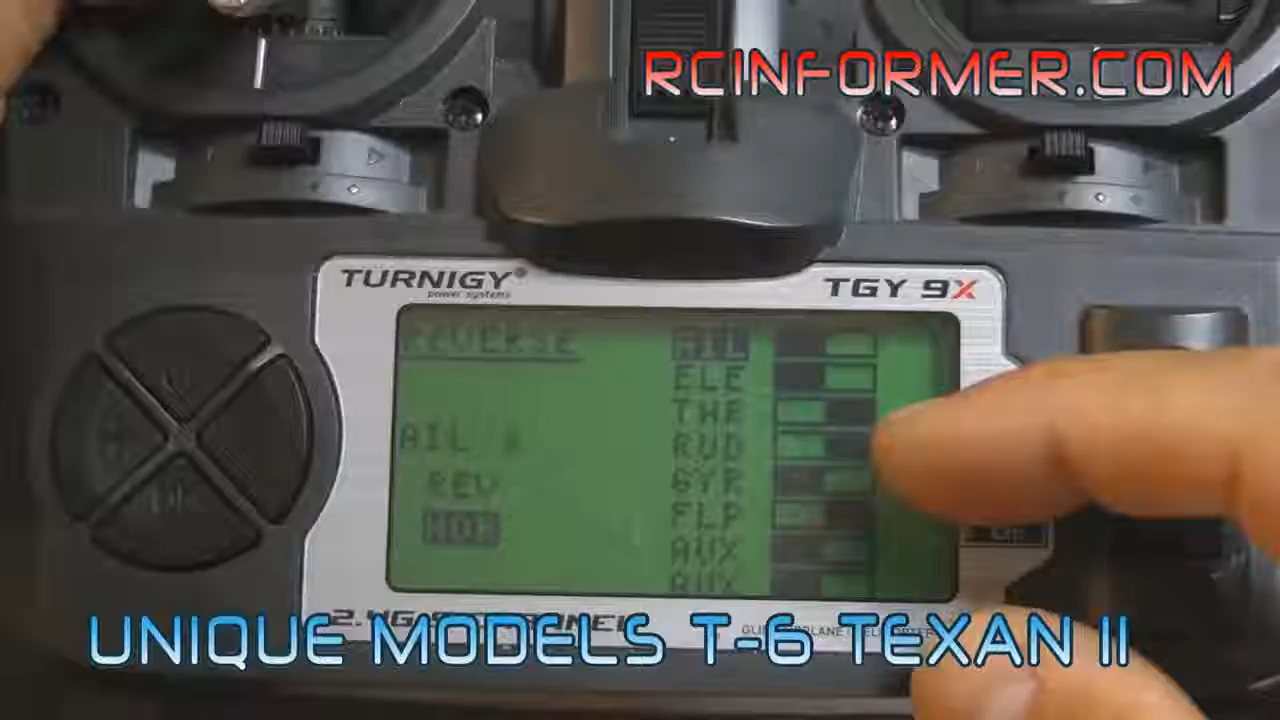 RCINFORMER.COM
TURNIGY®
power systems
TGY 9X
REVERSE
AIL
ELE
THR
RUD
AIL
GYR
REV
FLP
NOR
AUX
AUX
UNIQUE MODELS T-6 TEXAN II